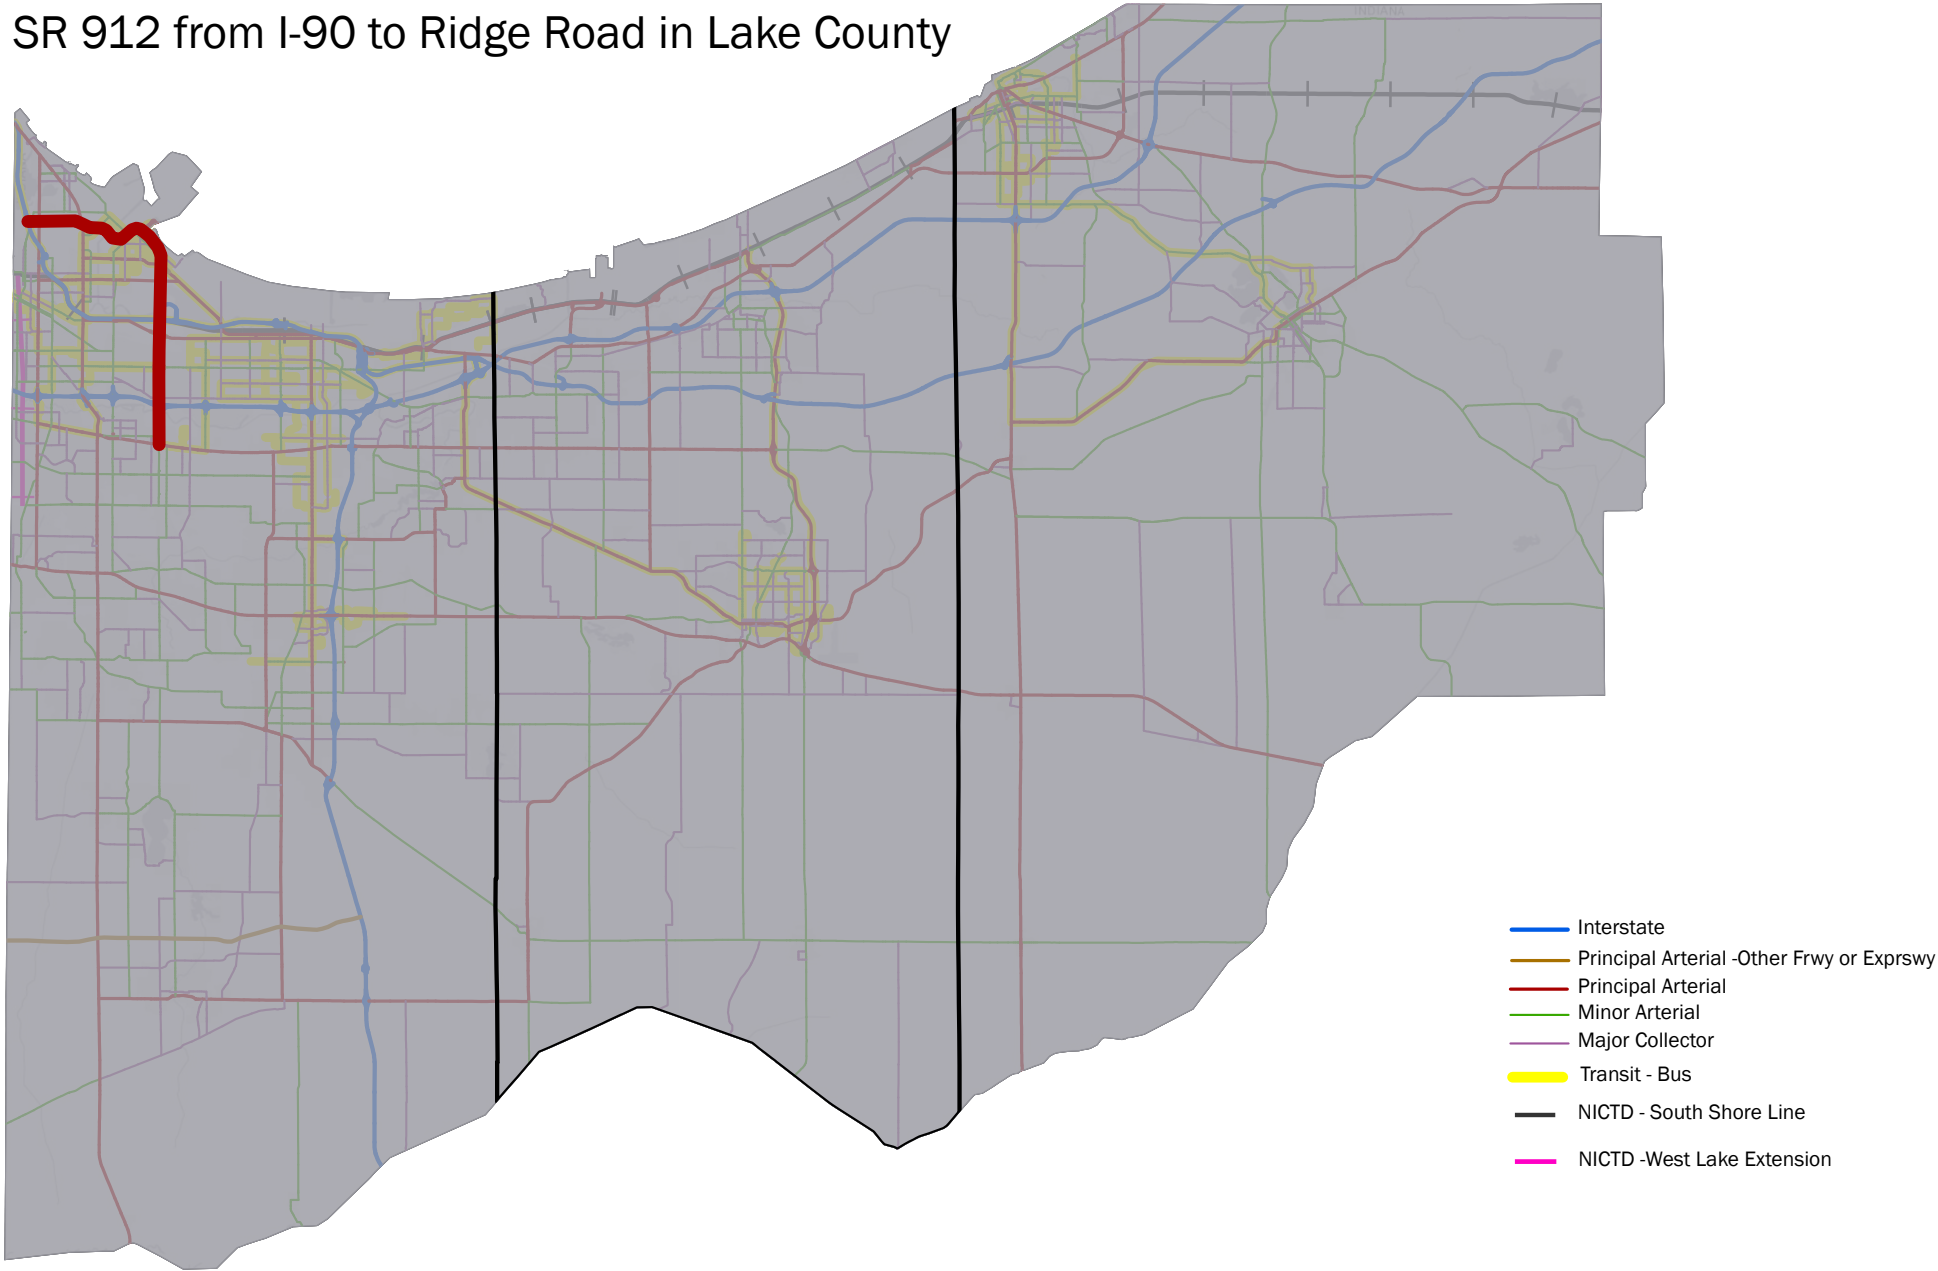 SR 912 from I-90 to Ridge Road in Lake County
INDIANA
Interstate
Principal Arterial -Other Frwy or Exprswy
Principal Arterial
Minor Arterial
Major Collector
Transit - Bus
NICTD - South Shore Line
NICTD -West Lake Extension